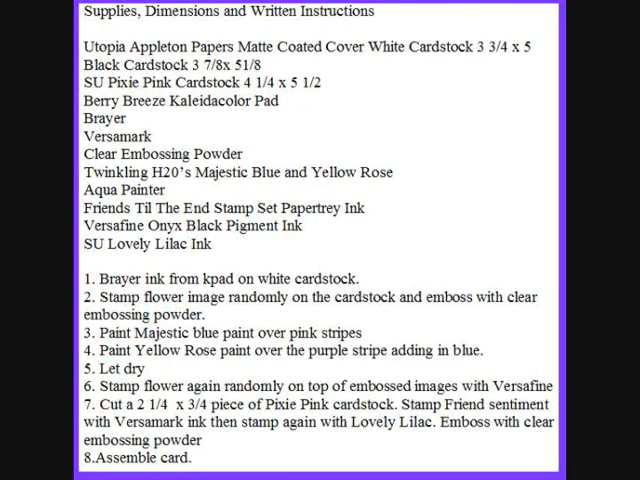 Supplies, Dimensions and Written Instructions
Utopia Appleton Papers Matte Coated Cover White Cardstock 3 3/4 x 5
Black Cardstock 3 7/8x 51/8
SU Pixie Pink Cardstock 4 1/4 x 5 1/2
Berry Breeze Kaleidacolor Pad
Brayer
Versamark
Clear Embossing Powder
Twinkling H20's Majestic Blue and Yellow Rose
Aqua Painter
Friends Til The End Stamp Set Papertrey Ink
Versafine Onyx Black Pigment Ink
SU Lovely Lilac Ink
1. Brayer ink from kpad on white cardstock.
2. Stamp flower image randomly on the cardstock and emboss with clear
embossing powder.
3. Paint Majestic blue paint over pink stripes
4. Paint Yellow Rose paint over the purple stripe adding in blue.
5. Let dry
6. Stamp flower again randomly on top of embossed images with Versafine
7. Cut a 2 1/4  x 3/4 piece of Pixie Pink cardstock. Stamp Friend sentiment
with Versamark ink then stamp again with Lovely Lilac. Emboss with clear
embossing powder
8.Assemble card.